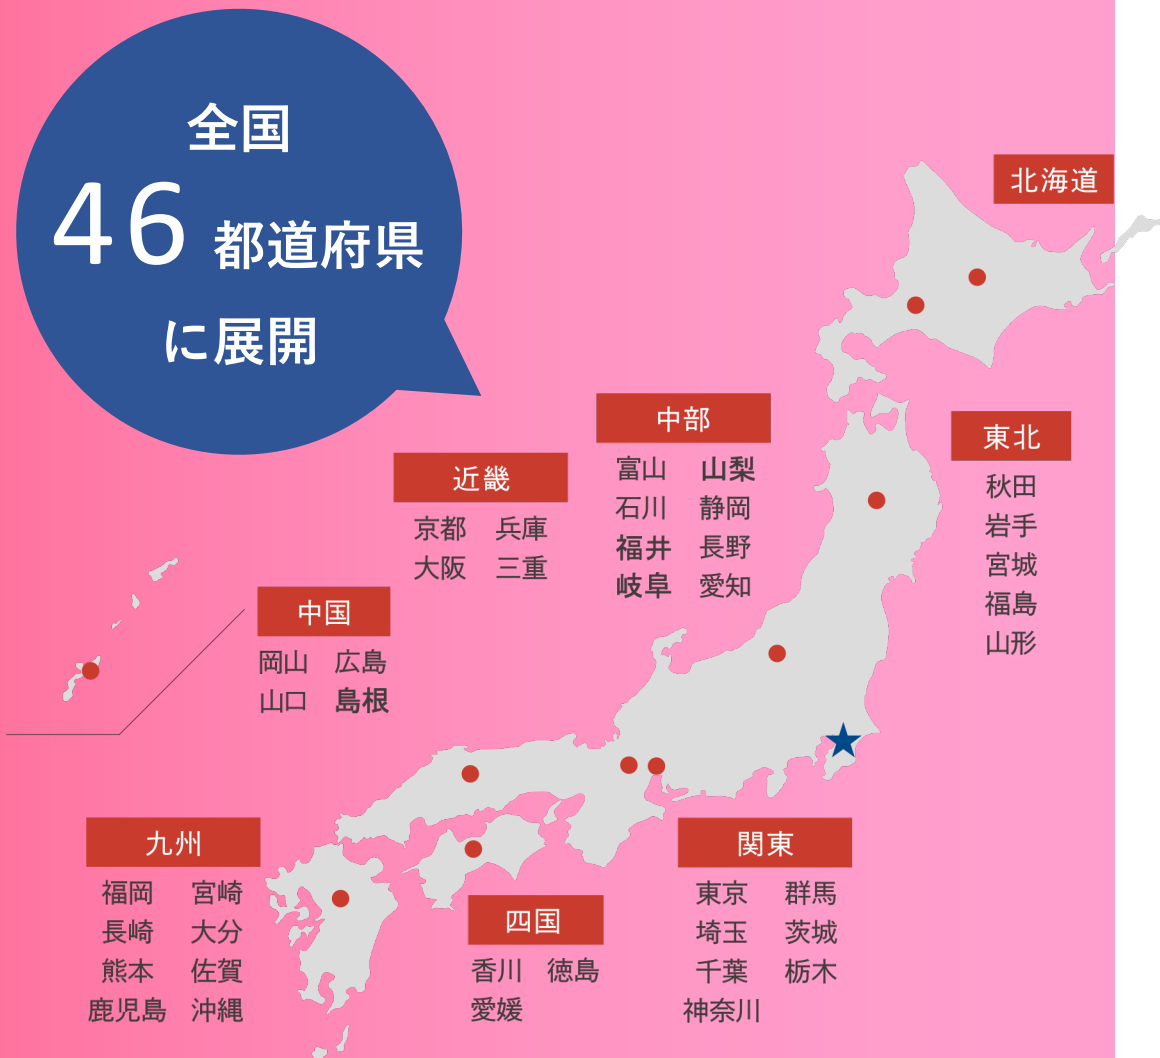 全国
46 都道府県
に展開
北海道
東北
秋田
岩手
宮城
福島
山形
中部
富山 山梨
石川 静岡
福井 長野
岐阜 愛知
近畿
京都 兵庫
大阪 三重
中国
岡山 広島
山口 島根
九州
福岡 宮崎
長崎 大分
熊本 佐賀
鹿児島 沖縄
四国
香川 徳島
愛媛
関東
東京 群馬
埼玉 茨城
千葉 栃木
神奈川